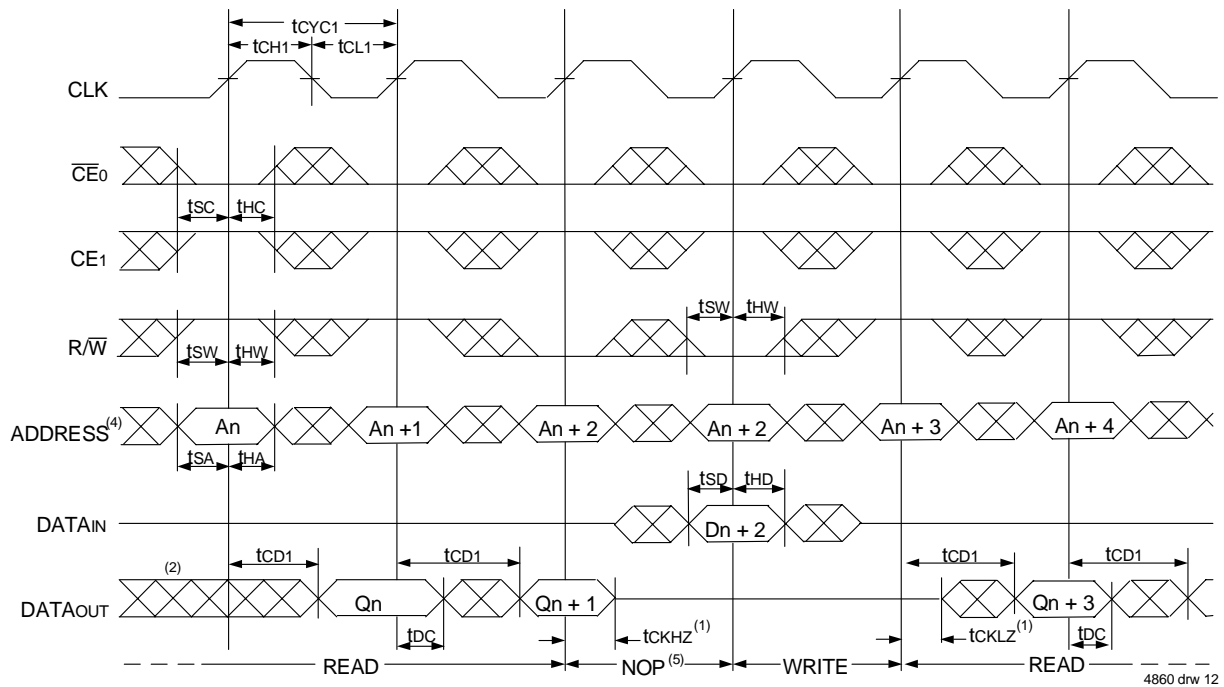 tCYC1
tCH1 tCL1
CLK
CE0
tSC tHC
CE1
tSW tHW
R/W
tSW tHW
ADDRESS(4) An An +1 An + 2 An + 2 An + 3 An + 4
tSA tHA
tSD tHD
DATAIN Dn + 2
(2) tCD1 tCD1 tCD1 tCD1
DATAOUT Qn Qn + 1 Qn + 3
tDC tCKHZ(1) tCKLZ(1) tDC
READ NOP(5) WRITE READ
4860 drw 12